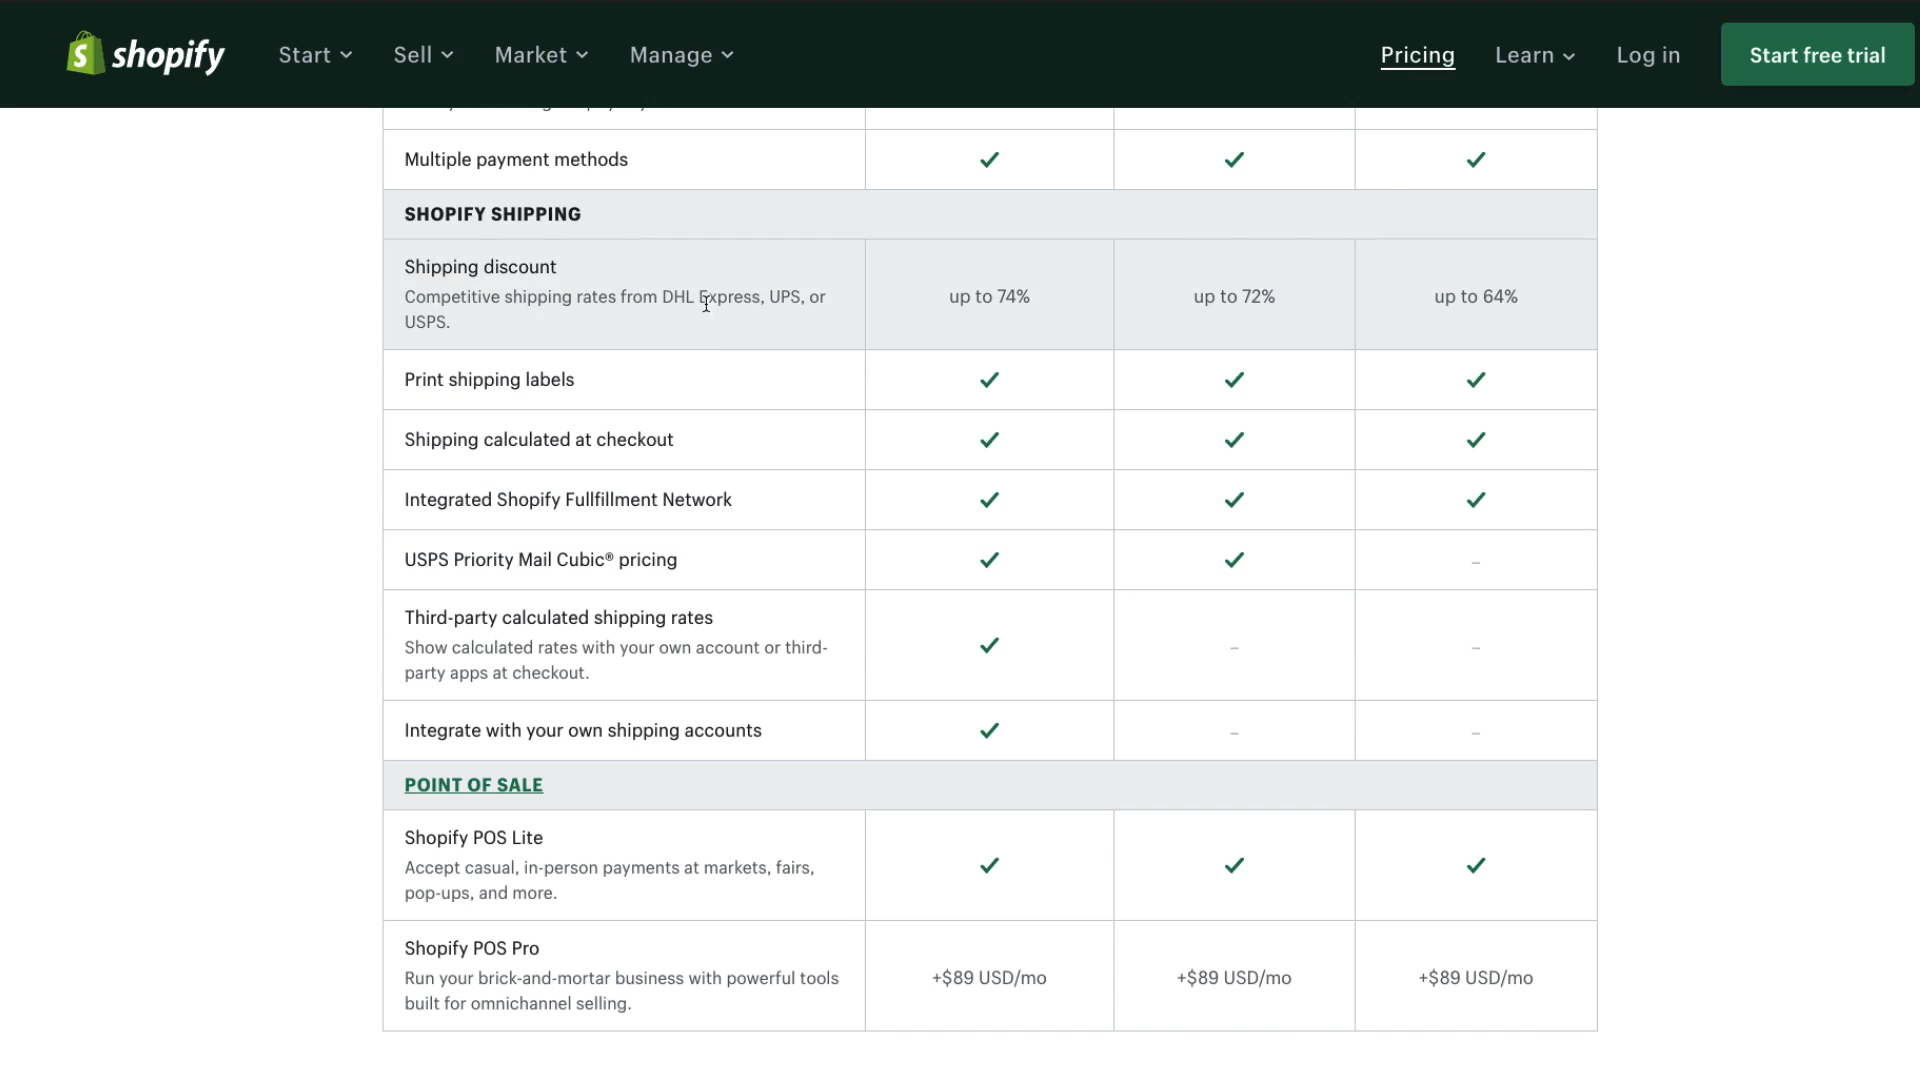 shopify Start Sell Market Manage Pricing Learn Log in Start free trial
Multiple payment methods
SHOPIFY SHIPPING
Shipping discount
Competitive shipping rates from DHL Express, UPS, or
USPS.
up to 74% up to 72% up to 64%
Print shipping labels
Shipping calculated at checkout
Integrated Shopify Fullfillment Network
USPS Priority Mail Cubic® pricing –
Third-party calculated shipping rates
Show calculated rates with your own account or third-
party apps at checkout.
– –
Integrate with your own shipping accounts – –
POINT OF SALE
Shopify POS Lite
Accept casual, in-person payments at markets, fairs,
pop-ups, and more.
Shopify POS Pro
Run your brick-and-mortar business with powerful tools
built for omnichannel selling.
+$89 USD/mo +$89 USD/mo +$89 USD/mo